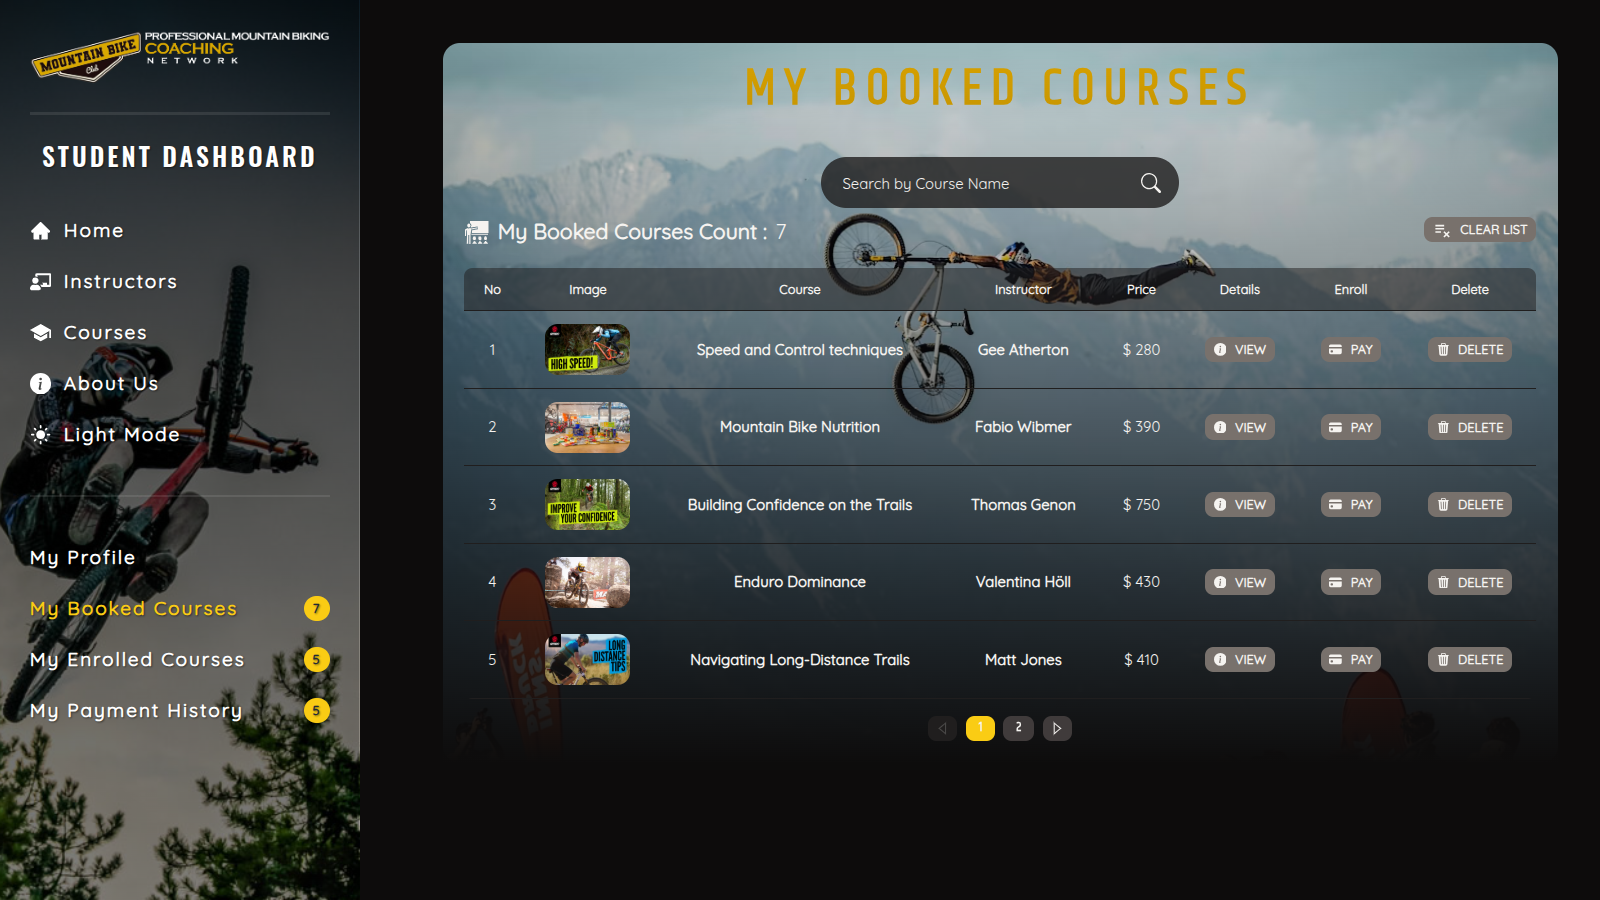 MOUNTAIN BIKE
Club
PROFESSIONAL MOUNTAIN BIKING
COACHING
NETWORK
STUDENT DASHBOARD
Home
Instructors
Courses
About Us
Light Mode
My Profile
My Booked Courses 7
My Enrolled Courses 5
My Payment History 5
MY BOOKED COURSES
Search by Course Name
My Booked Courses Count : 7
CLEAR LIST
No Image Course Instructor Price Details Enroll Delete
1 HIGH SPEED! Speed and Control techniques Gee Atherton $ 280 VIEW PAY DELETE
2 Mountain Bike Nutrition Fabio Wibmer $ 390 VIEW PAY DELETE
3 IMPROVE YOUR CONFIDENCE Building Confidence on the Trails Thomas Genon $ 750 VIEW PAY DELETE
4 Enduro Dominance Valentina Höll $ 430 VIEW PAY DELETE
5 LONG DISTANCE TIPS Navigating Long-Distance Trails Matt Jones $ 410 VIEW PAY DELETE
1 2